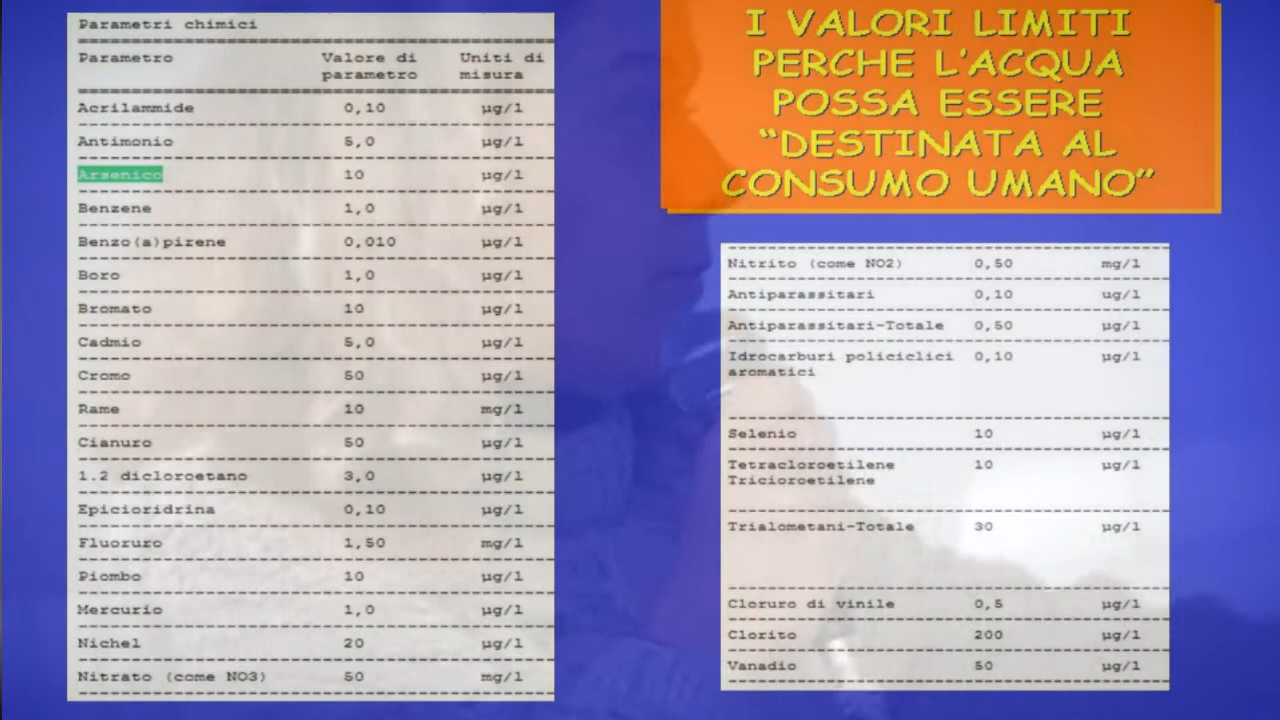 Parametri chimici
Parametro Valore di parametro Uniti di misura
Acrilammide 0,10 µg/l
Antimonio 5,0 µg/l
Arsenico 10 µg/l
Benzene 1,0 µg/l
Benzo(a)pirene 0,010 µg/l
Boro 1,0 µg/l
Bromato 10 µg/l
Cadmio 5,0 µg/l
Cromo 50 µg/l
Rame 10 mg/l
Cianuro 50 µg/l
1.2 dicloroetano 3,0 µg/l
Epicioridrina 0,10 µg/l
Fluoruro 1,50 mg/l
Piombo 10 µg/l
Mercurio 1,0 µg/l
Nichel 20 µg/l
Nitrato (come NO3) 50 mg/l
I VALORI LIMITI
PERCHE L'ACQUA
POSSA ESSERE
“DESTINATA AL
CONSUMO UMANO”
Nitrito (come NO2) 0,50 mg/l
Antiparassitari 0,10 ug/l
Antiparassitari-Totale 0,50 µg/l
Idrocarburi policiclici 0,10 µg/l
aromatici
Selenio 10 µg/l
Tetracloroetilene 10 µg/l
Tricioroetilene
Trialometani-Totale 30 µg/l
Cloruro di vinile 0,5 µg/l
Clorito 200 µg/l
Vanadio 50 µg/l